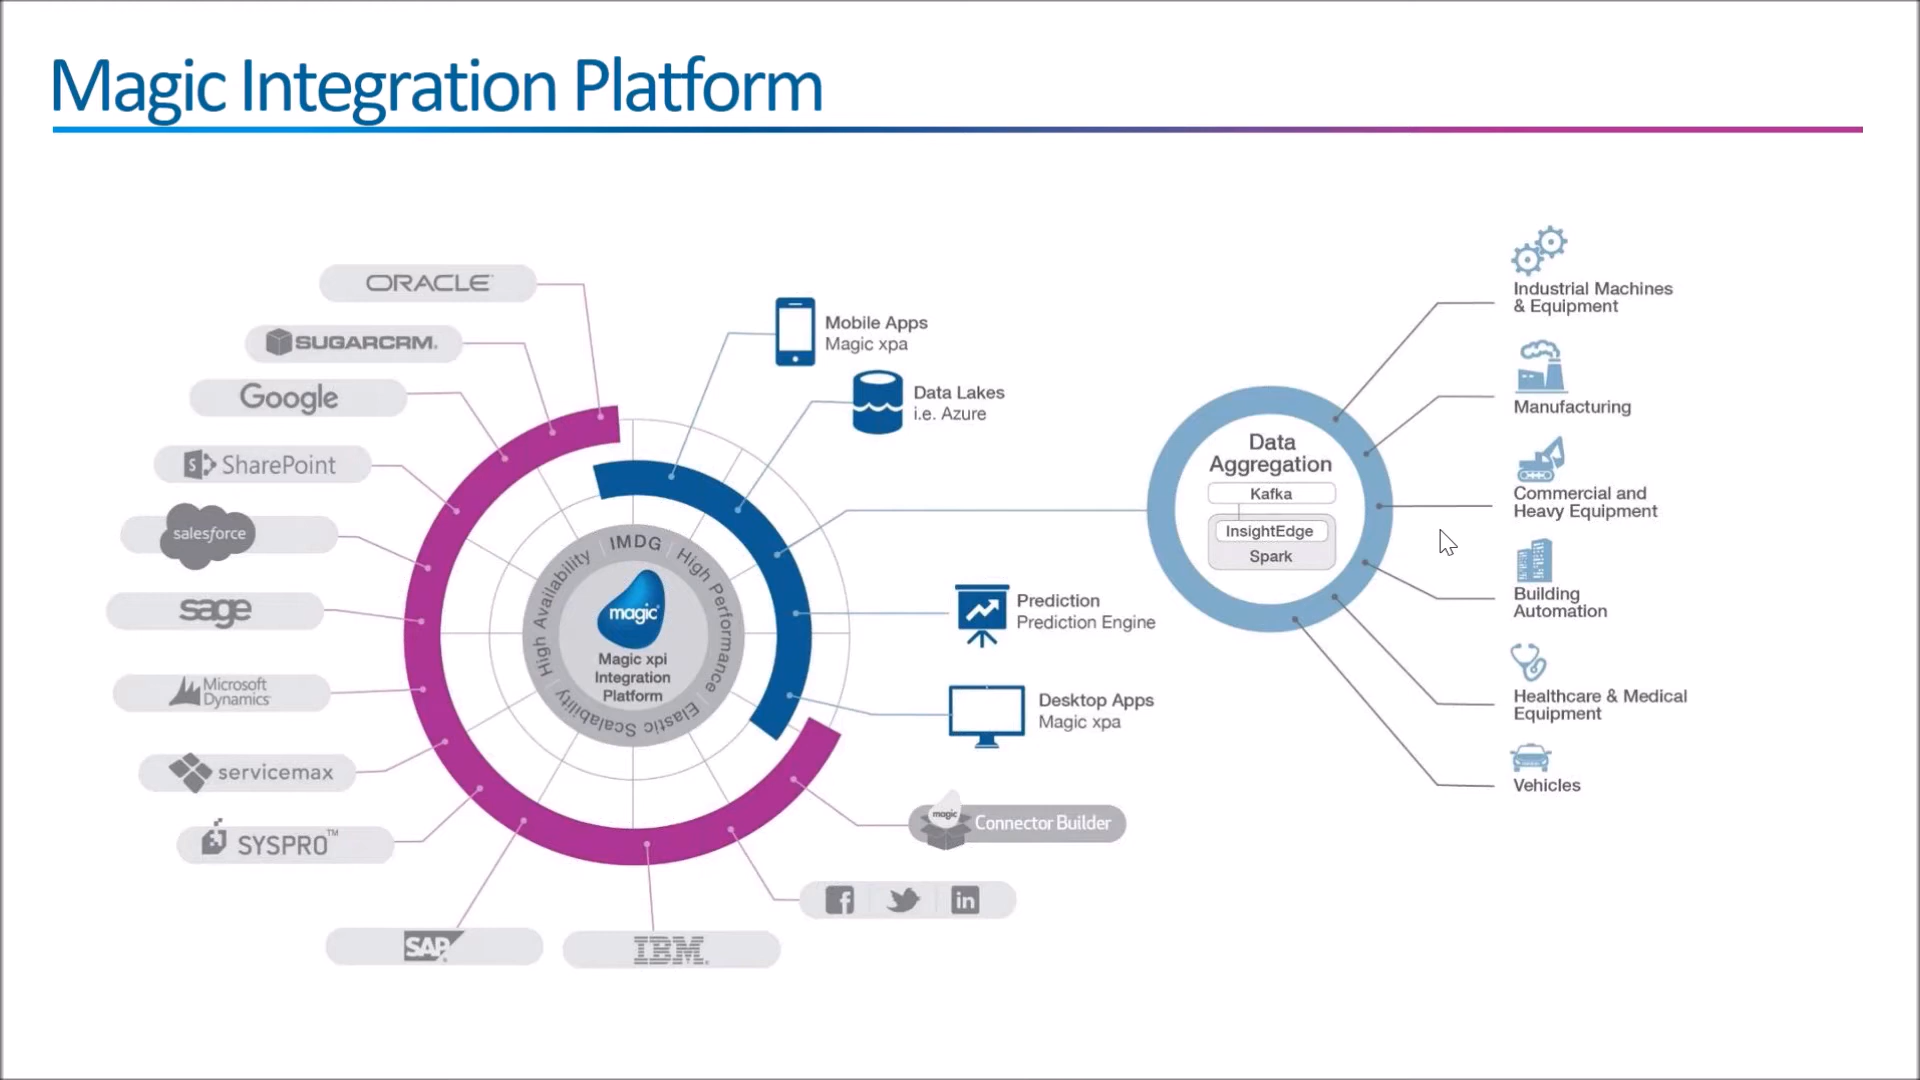 Magic Integration Platform
ORACLE
SUGARCRM.
Google
S
SharePoint
salesforce
sage
Microsoft
Dynamics
servicemax
SYSPRO™
SAP
IBM
Mobile Apps
Magic xpa
Data Lakes
i.e. Azure
IMDG
High Performance
Elastic Scalability
High Availability
magic
Magic xpi
Integration
Platform
Prediction
Prediction Engine
Desktop Apps
Magic xpa
magic
Connector Builder
f
in
Data
Aggregation
Kafka
InsightEdge
Spark
Industrial Machines
& Equipment
Manufacturing
Commercial and
Heavy Equipment
Building
Automation
Healthcare & Medical
Equipment
Vehicles